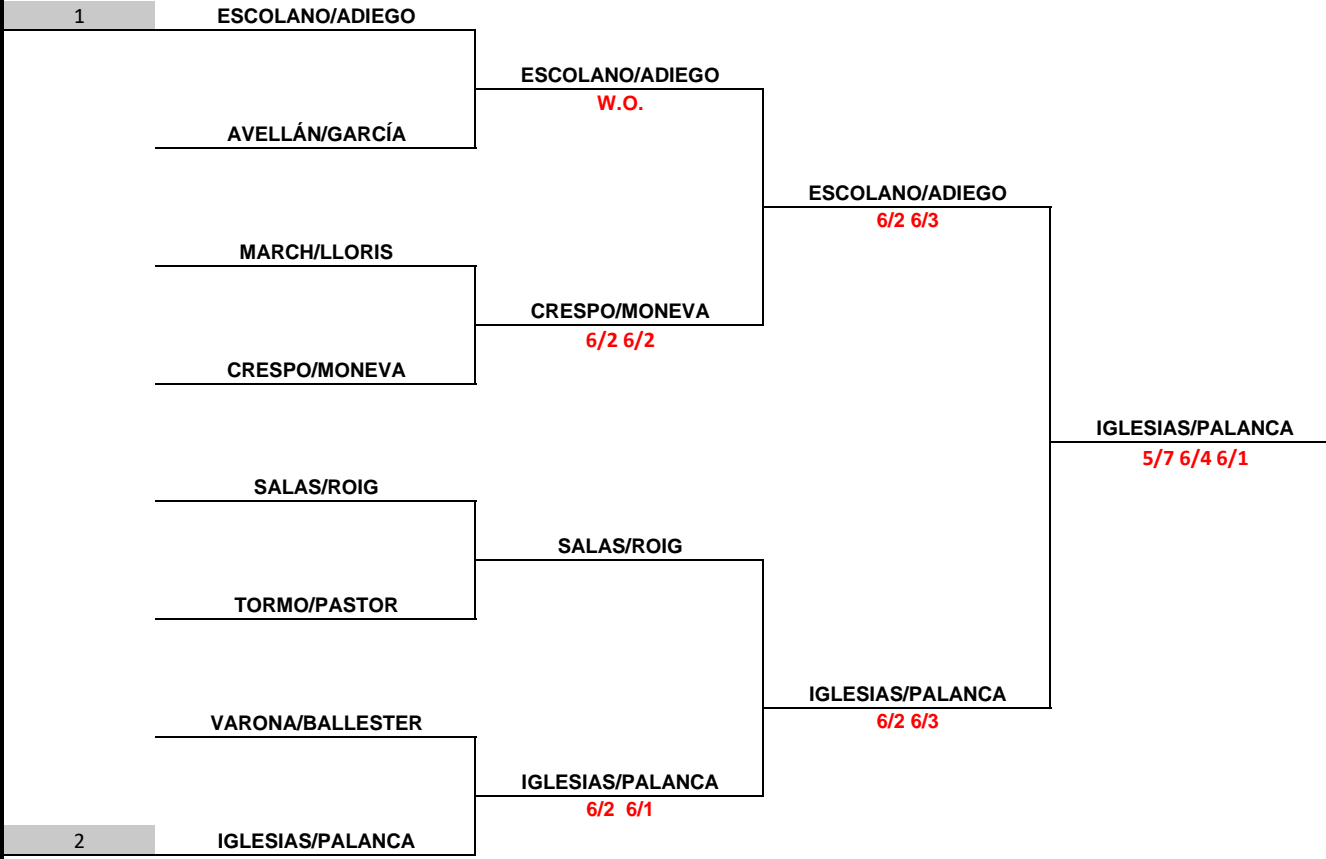 1 ESCOLANO/ADIEGO
ESCOLANO/ADIEGO
W.O.
AVELLÁN/GARCÍA
ESCOLANO/ADIEGO
6/2 6/3
MARCH/LLORIS
CRESPO/MONEVA
6/2 6/2
CRESPO/MONEVA
IGLESIAS/PALANCA
5/7 6/4 6/1
SALAS/ROIG
SALAS/ROIG
TORMO/PASTOR
IGLESIAS/PALANCA
6/2 6/3
VARONA/BALLESTER
IGLESIAS/PALANCA
6/2 6/1
2 IGLESIAS/PALANCA